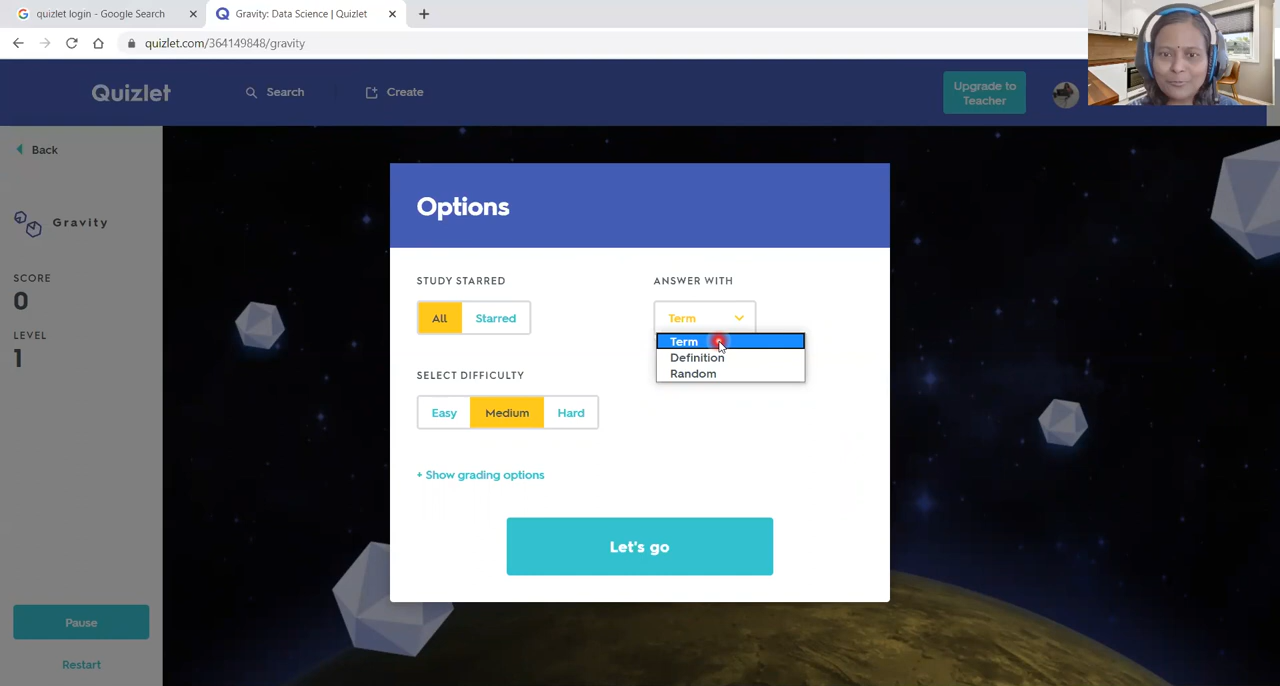 quizlet login - Google Search
Gravity: Data Science | Quizlet
quizlet.com/364149848/gravity
Quizlet
Search
Create
Upgrade to
Teacher
Back
Gravity
SCORE
0
LEVEL
1
Pause
Restart
Options
STUDY STARRED
All
Starred
ANSWER WITH
Term
Term
Definition
Random
SELECT DIFFICULTY
Easy
Medium
Hard
+ Show grading options
Let's go